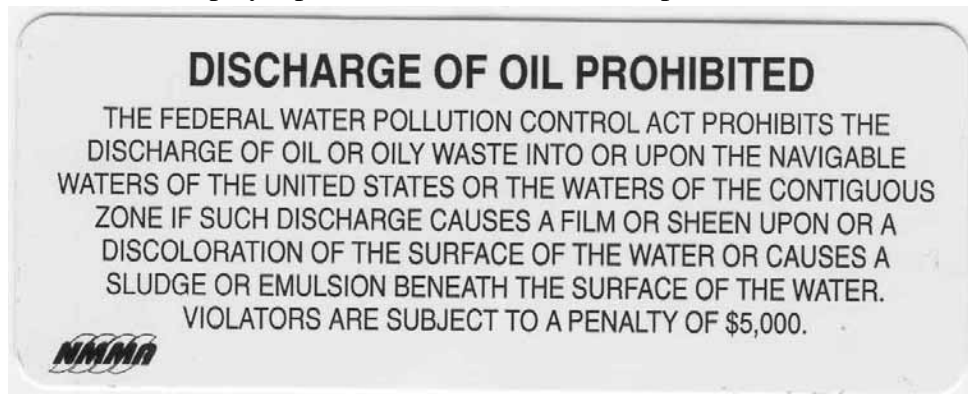 DISCHARGE OF OIL PROHIBITED
THE FEDERAL WATER POLLUTION CONTROL ACT PROHIBITS THE
DISCHARGE OF OIL OR OILY WASTE INTO OR UPON THE NAVIGABLE
WATERS OF THE UNITED STATES OR THE WATERS OF THE CONTIGUOUS
ZONE IF SUCH DISCHARGE CAUSES A FILM OR SHEEN UPON OR A
DISCOLORATION OF THE SURFACE OF THE WATER OR CAUSES A
SLUDGE OR EMULSION BENEATH THE SURFACE OF THE WATER.
VIOLATORS ARE SUBJECT TO A PENALTY OF $5,000.
NMMA